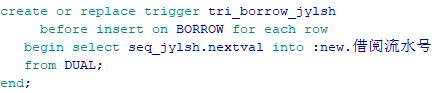 create or replace trigger tri_borrow_jylsh
before insert on BORROW for each row
begin select seq_jylsh.nextval into :new.借阅流水号
from DUAL;
end;